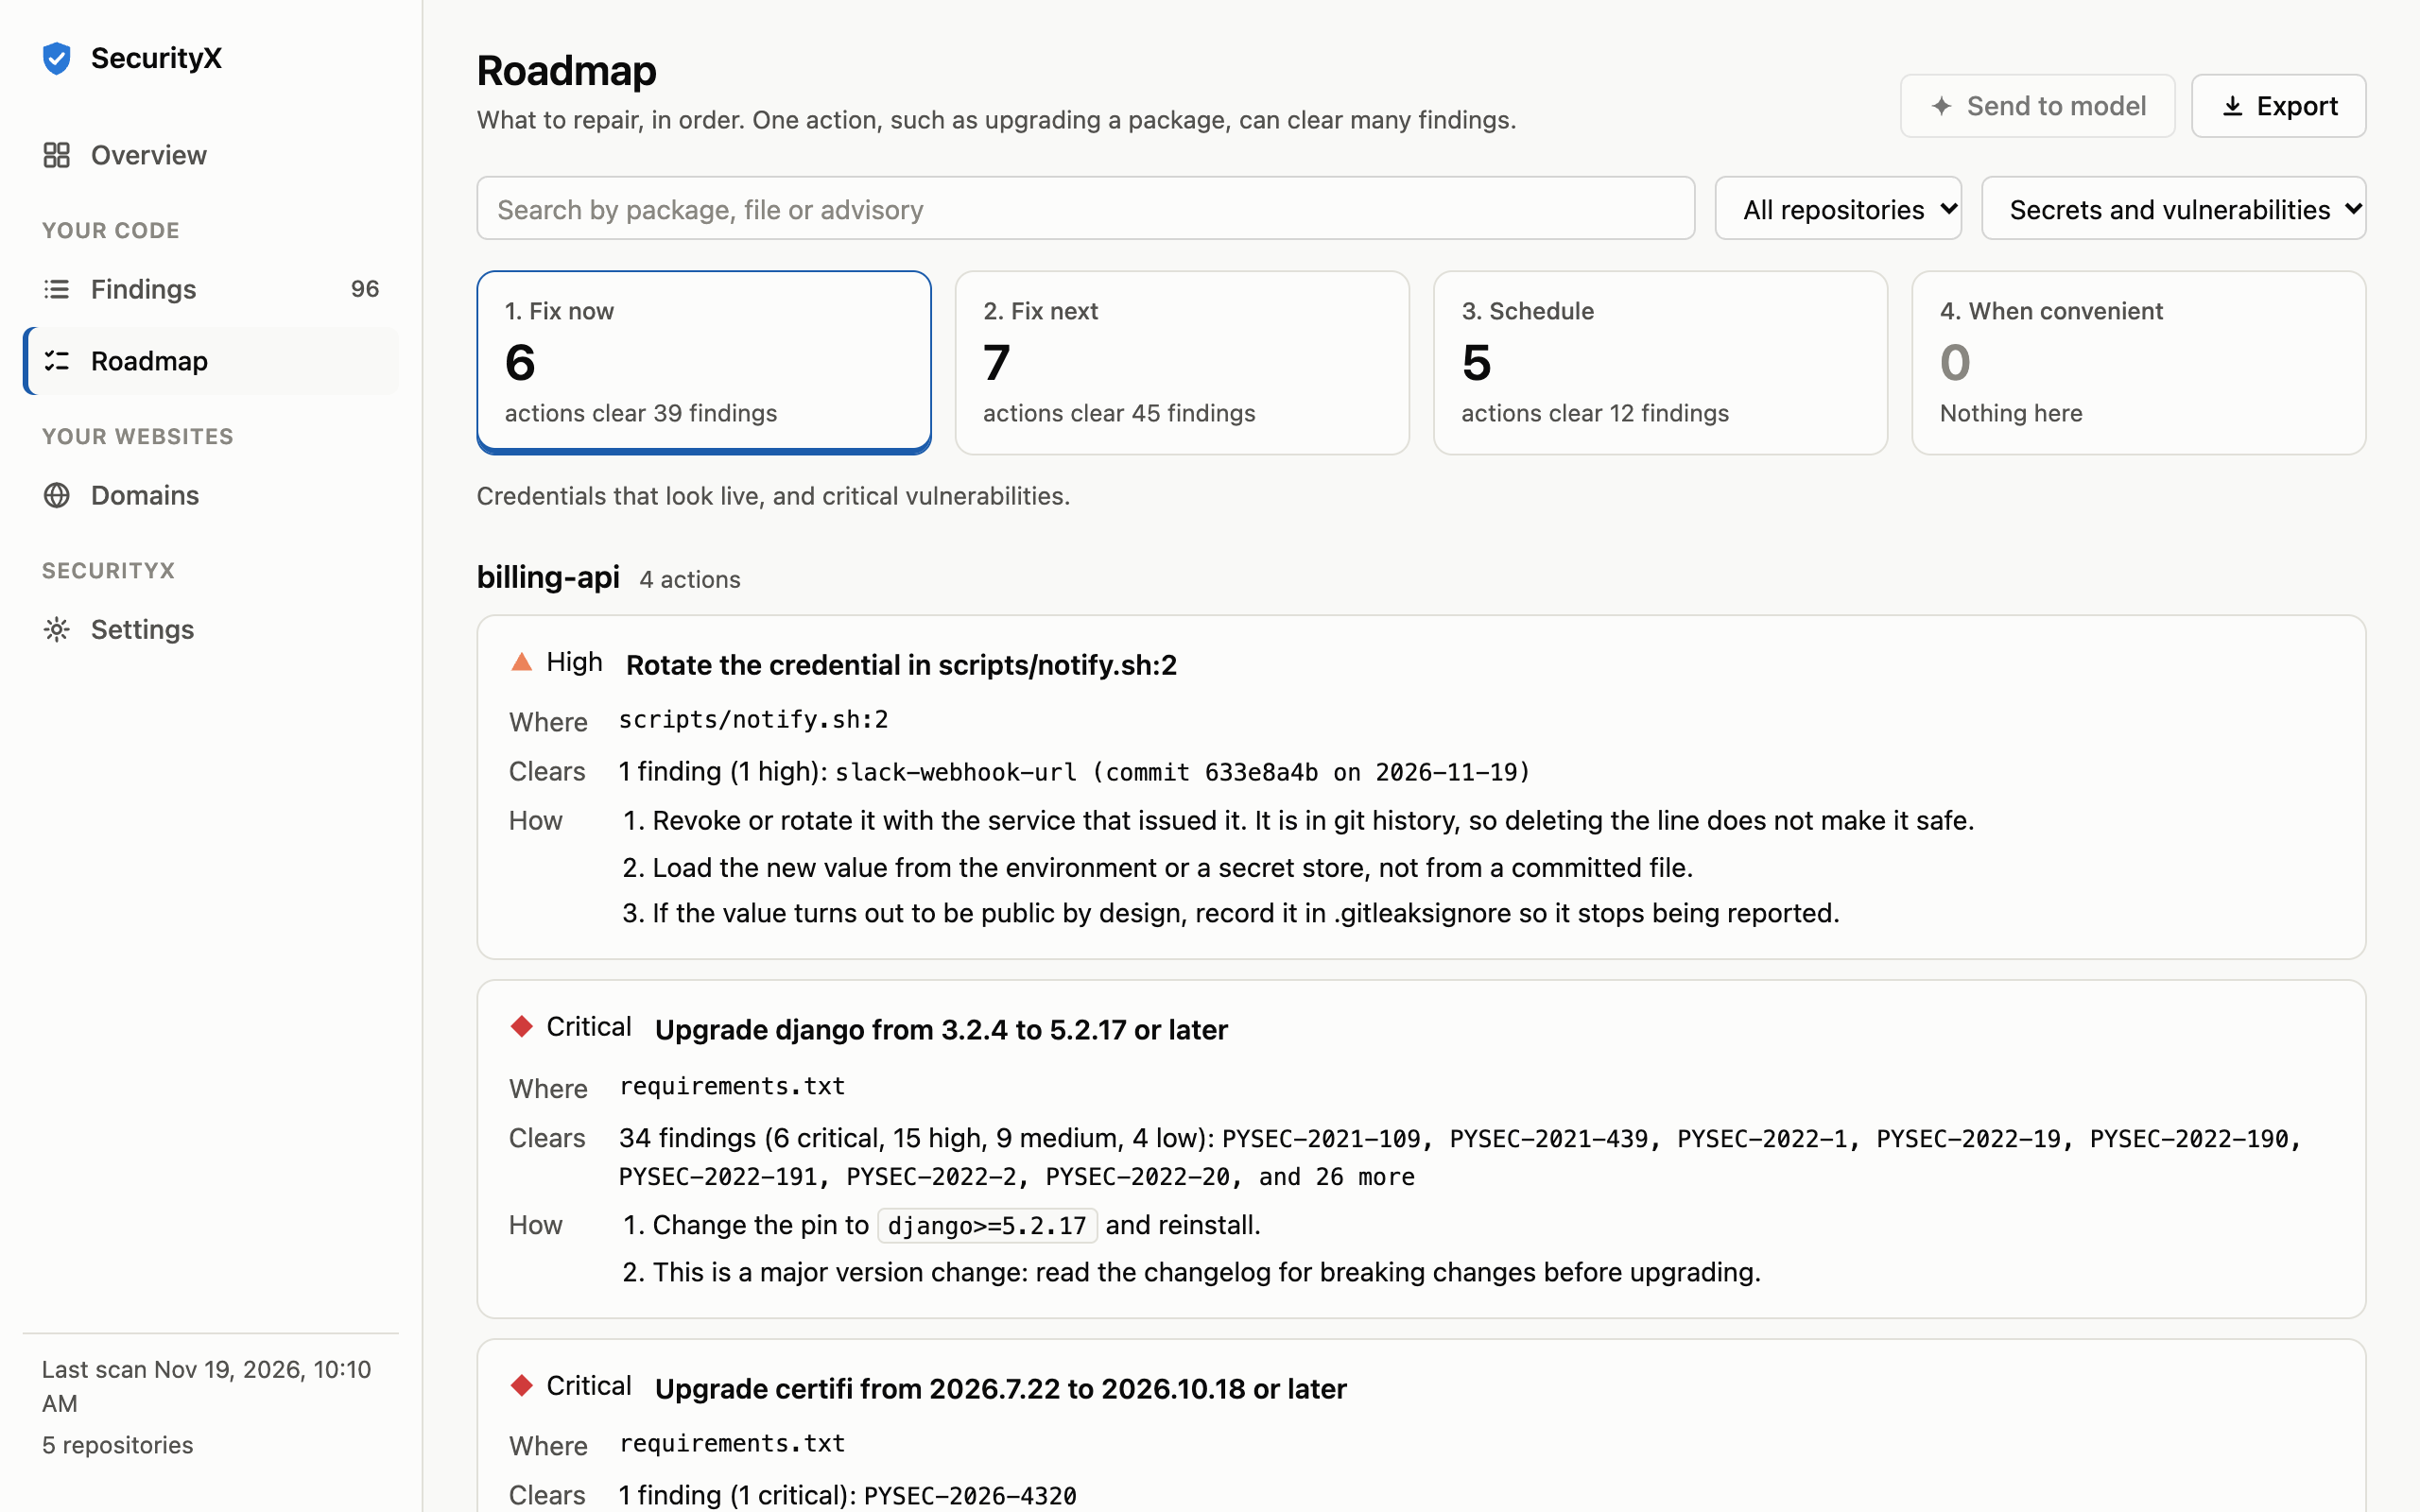 SecurityX
Overview
YOUR CODE
Findings 96
Roadmap
YOUR WEBSITES
Domains
SECURITYX
Settings
Last scan Nov 19, 2026, 10:10
AM
5 repositories
Roadmap
What to repair, in order. One action, such as upgrading a package, can clear many findings.
Send to model
Export
Search by package, file or advisory
All repositories
Secrets and vulnerabilities
1. Fix now
6
actions clear 39 findings
2. Fix next
7
actions clear 45 findings
3. Schedule
5
actions clear 12 findings
4. When convenient
0
Nothing here
Credentials that look live, and critical vulnerabilities.
billing-api 4 actions
High Rotate the credential in scripts/notify.sh:2
Where scripts/notify.sh:2
Clears 1 finding (1 high): slack-webhook-url (commit 633e8a4b on 2026-11-19)
How 1. Revoke or rotate it with the service that issued it. It is in git history, so deleting the line does not make it safe.
2. Load the new value from the environment or a secret store, not from a committed file.
3. If the value turns out to be public by design, record it in .gitleaksignore so it stops being reported.
Critical Upgrade django from 3.2.4 to 5.2.17 or later
Where requirements.txt
Clears 34 findings (6 critical, 15 high, 9 medium, 4 low): PYSEC-2021-109, PYSEC-2021-439, PYSEC-2022-1, PYSEC-2022-19, PYSEC-2022-190,
PYSEC-2022-191, PYSEC-2022-2, PYSEC-2022-20, and 26 more
How 1. Change the pin to django>=5.2.17 and reinstall.
2. This is a major version change: read the changelog for breaking changes before upgrading.
Critical Upgrade certifi from 2026.7.22 to 2026.10.18 or later
Where requirements.txt
Clears 1 finding (1 critical): PYSEC-2026-4320